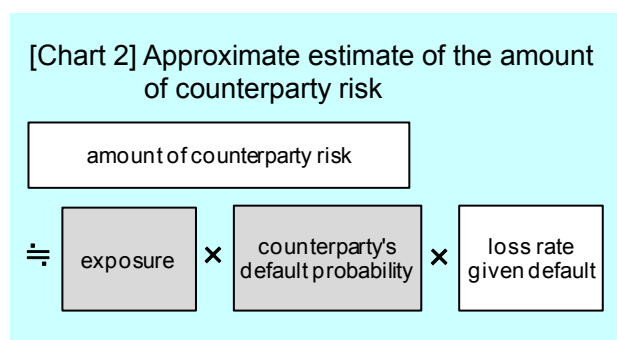 [Chart 2] Approximate estimate of the amount
of counterparty risk
amount of counterparty risk
≒ exposure × counterparty's default probability × loss rate given default